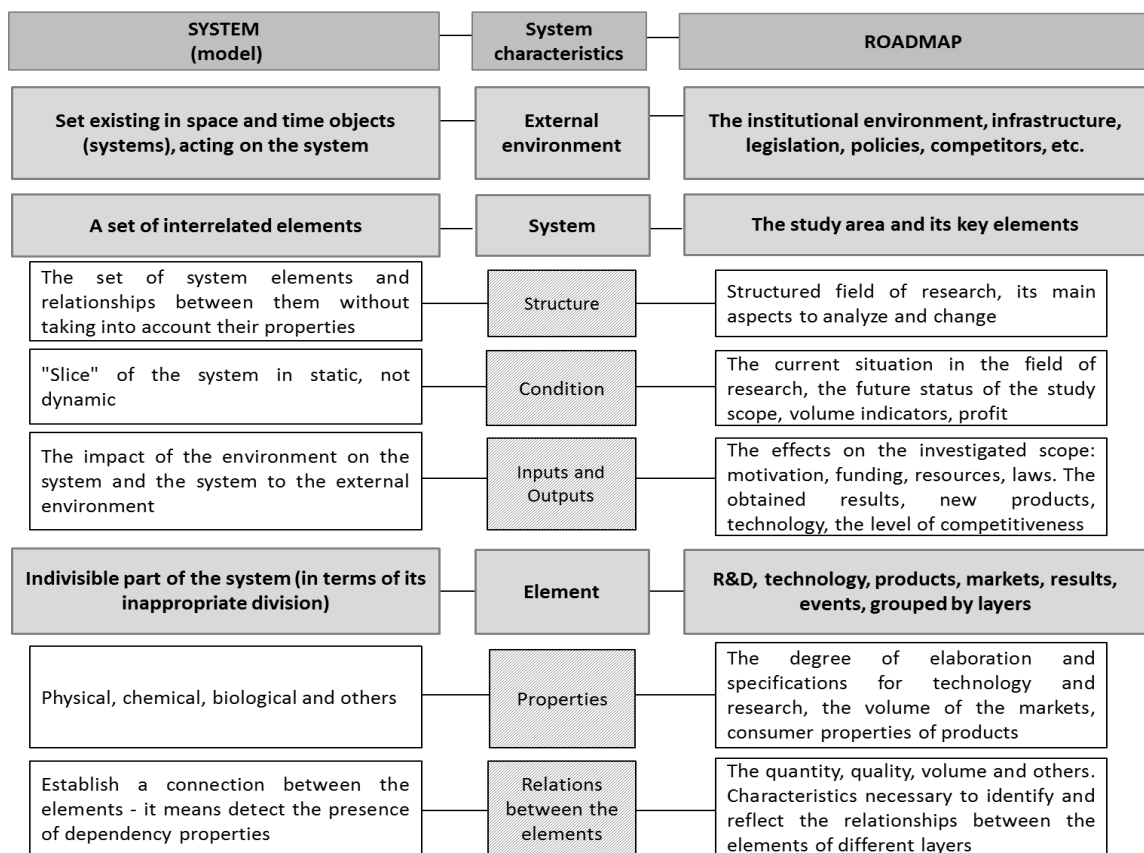 SYSTEM
(model)
System
characteristics
ROADMAP
Set existing in space and time objects
(systems), acting on the system
External
environment
The institutional environment, infrastructure,
legislation, policies, competitors, etc.
A set of interrelated elements
System
The study area and its key elements
The set of system elements and
relationships between them without
taking into account their properties
Structure
Structured field of research, its main
aspects to analyze and change
"Slice" of the system in static, not
dynamic
Condition
The current situation in the field of
research, the future status of the study
scope, volume indicators, profit
The impact of the environment on the
system and the system to the external
environment
Inputs and
Outputs
The effects on the investigated scope:
motivation, funding, resources, laws. The
obtained results, new products,
technology, the level of competitiveness
Indivisible part of the system (in terms of its
inappropriate division)
Element
R&D, technology, products, markets, results,
events, grouped by layers
Physical, chemical, biological and others
Properties
The degree of elaboration and
specifications for technology and
research, the volume of the markets,
consumer properties of products
Establish a connection between the
elements - it means detect the presence
of dependency properties
Relations
between the
elements
The quantity, quality, volume and others.
Characteristics necessary to identify and
reflect the relationships between the
elements of different layers